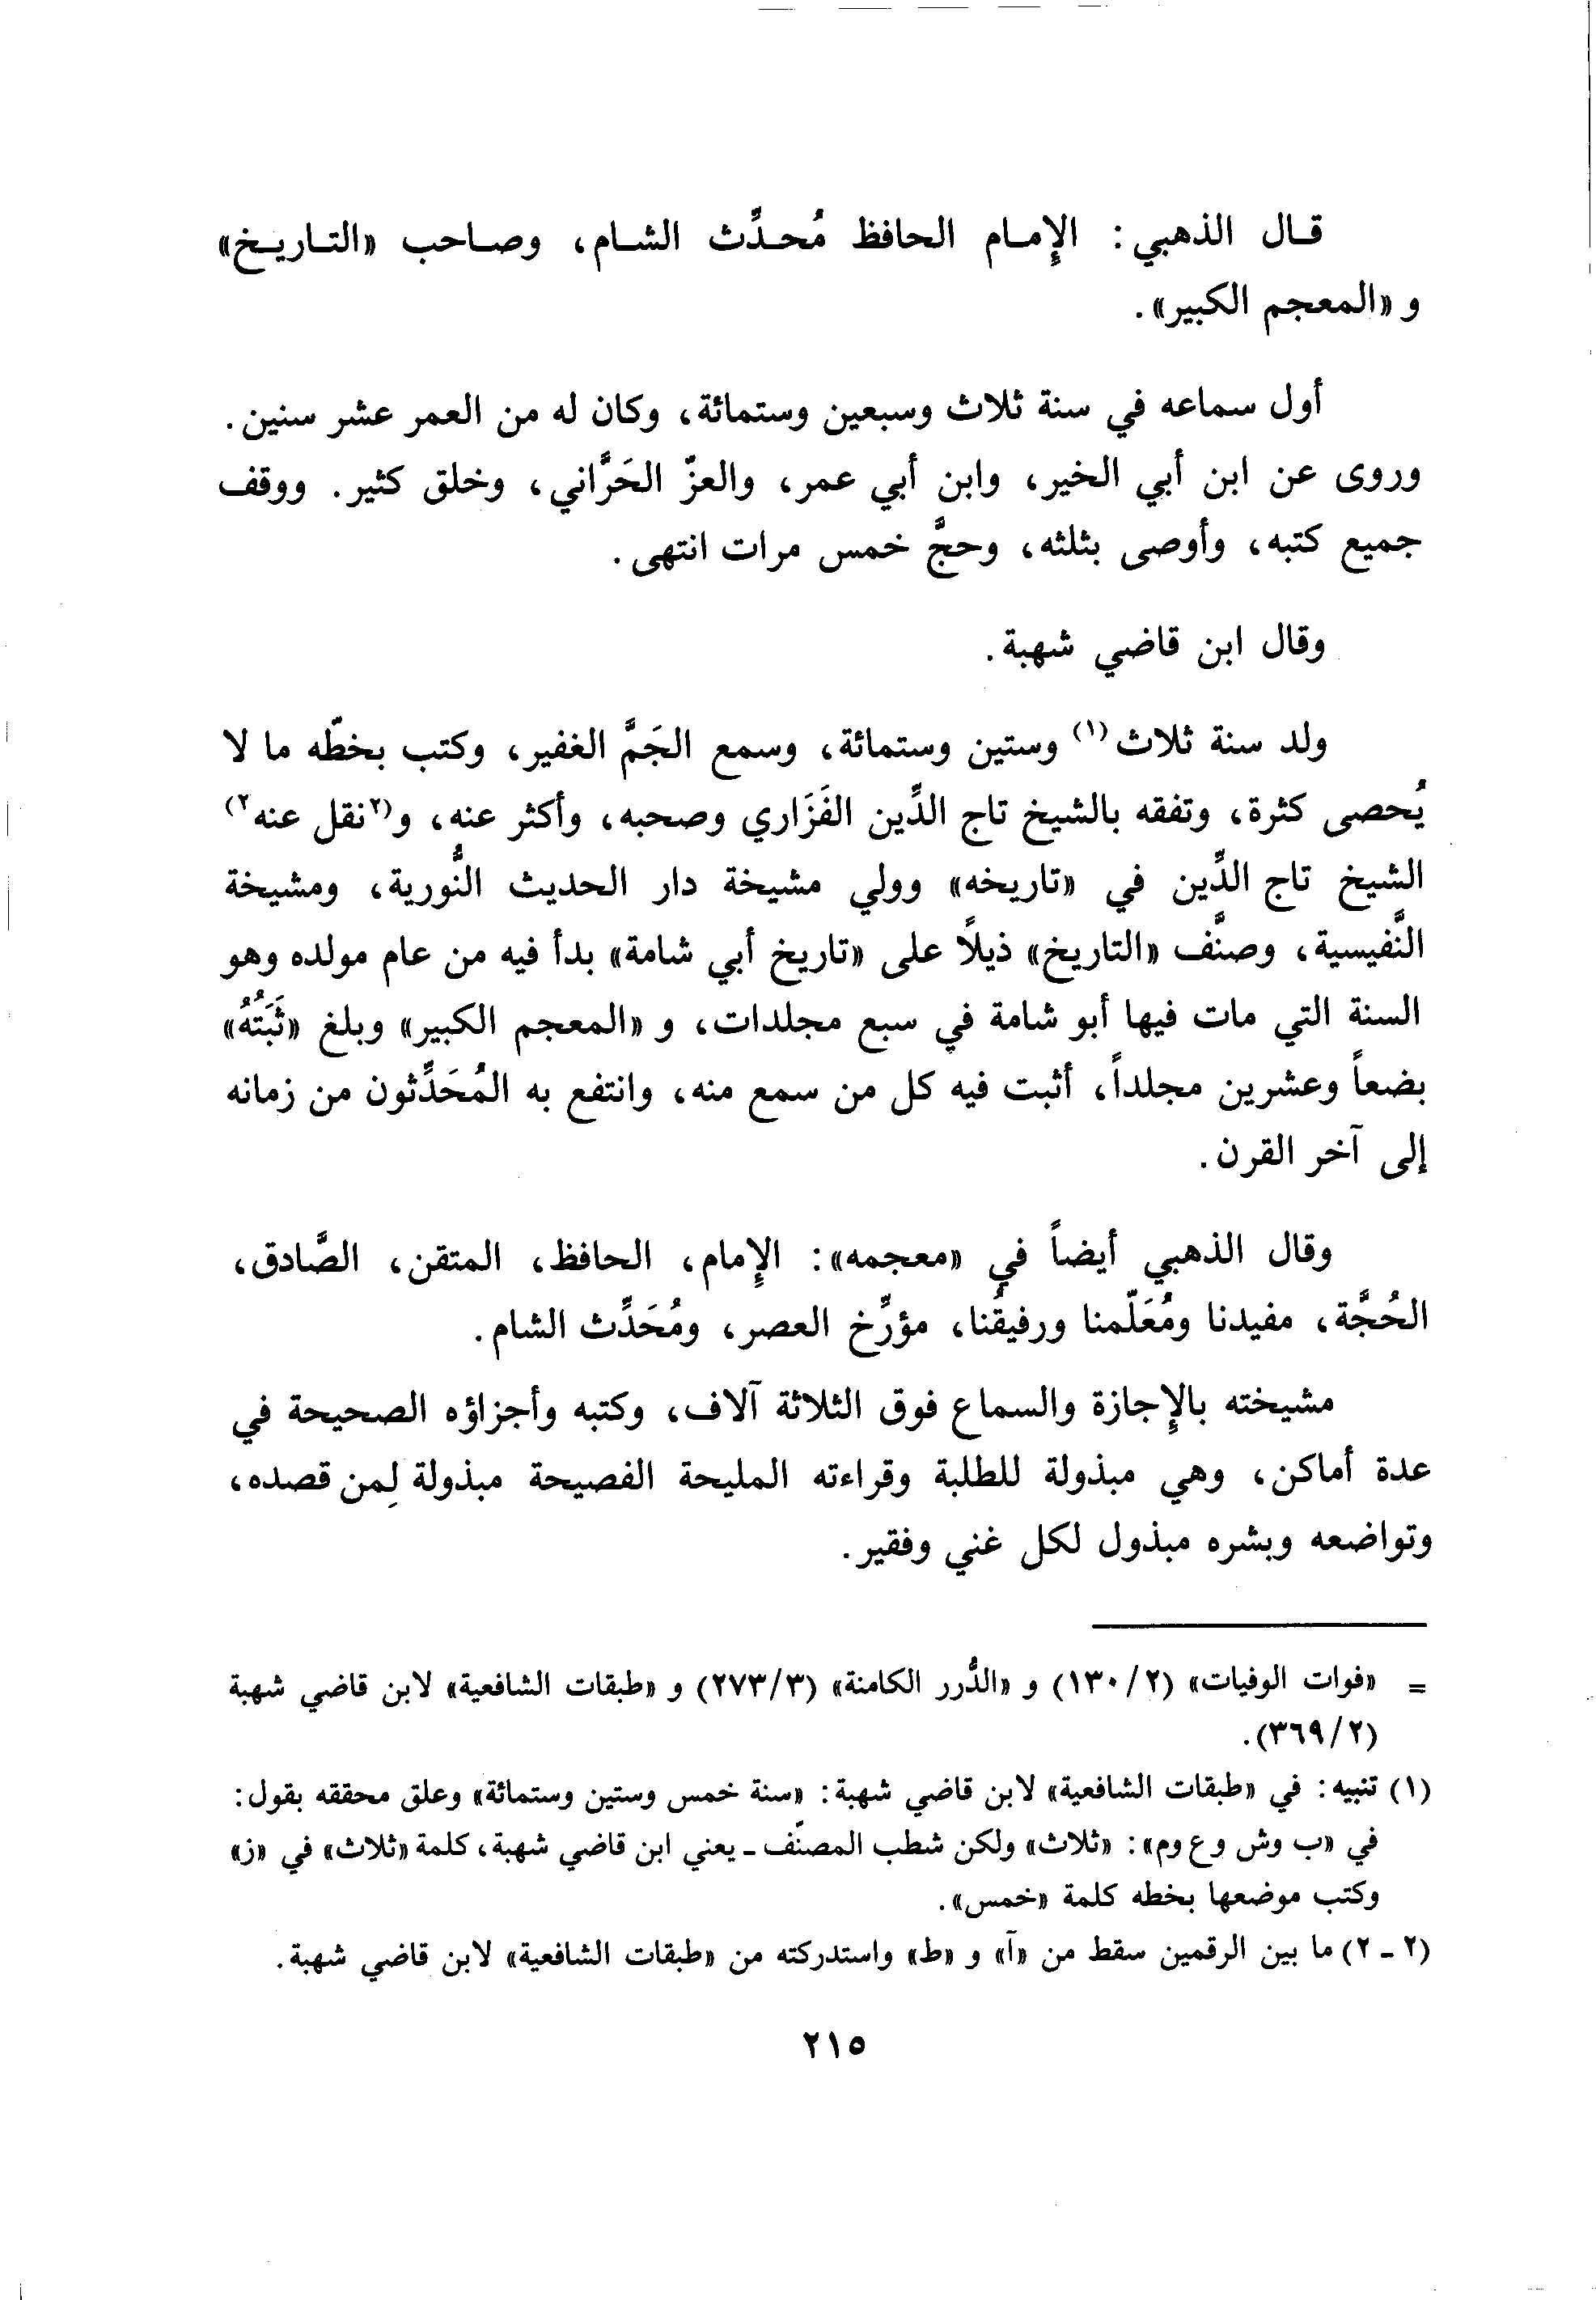 قال الذهبي: الإِمام الحافظ مُحدِّث الشام، وصاحب «التاريخ»
و «المعجم الكبير».
أول سماعه في سنة ثلاث وسبعين وستمائة، وكان له من العمر عشر سنين.
وروى عن ابن أبي الخير، وابن أبي عمر، والعزّ الحَرَّاني، وخلق كثير. ووقف
جميع كتبه، وأوصى بثلثه، وحجَّ خمس مرات انتهى.
وقال ابن قاضي شهبة.
ولد سنة ثلاث(١) وستين وستمائة، وسمع الجَمَّ الغفير، وكتب بخطّه ما لا
يُحصى كثرة، وتفقه بالشيخ تاج الدِّين الفَزَاري وصحبه، وأكثر عنه، و(٢نقل عنه٢)
الشيخ تاج الدِّين في «تاريخه» وولي مشيخة دار الحديث النُّورية، ومشيخة
النَّفيسية، وصنَّف «التاريخ» ذيلاً على «تاريخ أبي شامة» بدأ فيه من عام مولده وهو
السنة التي مات فيها أبو شامة في سبع مجلدات، و «المعجم الكبير» وبلغ «ثَبَتُهُ»
بضعاً وعشرين مجلداً، أثبت فيه كل من سمع منه، وانتفع به المُحَدِّثون من زمانه
إلى آخر القرن.
وقال الذهبي أيضاً في «معجمه»: الإِمام، الحافظ، المتقن، الصَّادق،
الحُجَّة، مفيدنا ومُعَلّمنا ورفيقُنا، مؤرِّخ العصر، ومُحَدِّث الشام.
مشيخته بالإِجازة والسماع فوق الثلاثة آلاف، وكتبه وأجزاؤه الصحيحة في
عدة أماكن، وهي مبذولة للطلبة وقراءته المليحة الفصيحة مبذولة لِمن قصده،
وتواضعه وبشره مبذول لكل غني وفقير.
= «فوات الوفيات» (١٣٠/٢) و «الدُّرر الكامنة» (٢٧٣/٣) و «طبقات الشافعية» لابن قاضي شهبة
(٣٦٩/٢).
(١) تنبيه: في «طبقات الشافعية» لابن قاضي شهبة: «سنة خمس وستين وستمائة» وعلق محققه بقول:
في «ب وش وع وم»: «ثلاث» ولكن شطب المصنّف ـ يعني ابن قاضي شهبة، كلمة «ثلاث» في «ز»
وكتب موضعها بخطه كلمة «خمس».
(٢ ـ ٢) ما بين الرقمين سقط من «آ» و «ط» واستدركته من «طبقات الشافعية» لابن قاضي شهبة.
٢١٥